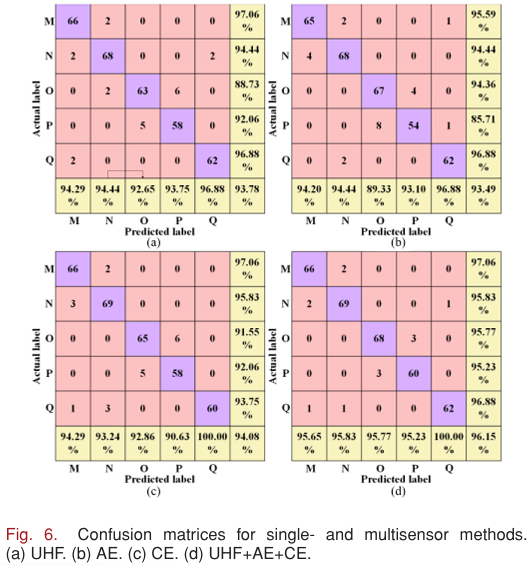 Actual label
M 66 2 0 0 0 97.06 %
N 2 68 0 0 2 94.44 %
O 0 2 63 6 0 88.73 %
P 0 0 5 58 0 92.06 %
Q 2 0 0 0 62 96.88 %
94.29 % 94.44 % 92.65 % 93.75 % 96.88 % 93.78 %
M N O P Q
Predicted label
(a)
Actual label
M 65 2 0 0 1 95.59 %
N 4 68 0 0 0 94.44 %
O 0 0 67 4 0 94.36 %
P 0 0 8 54 1 85.71 %
Q 0 2 0 0 62 96.88 %
94.20 % 94.44 % 89.33 % 93.10 % 96.88 % 93.49 %
M N O P Q
Predicted label
(b)
Actual label
M 66 2 0 0 0 97.06 %
N 3 69 0 0 0 95.83 %
O 0 0 65 6 0 91.55 %
P 0 0 5 58 0 92.06 %
Q 1 3 0 0 60 93.75 %
94.29 % 93.24 % 92.86 % 90.63 % 100.00 % 94.08 %
M N O P Q
Predicted label
(c)
Actual label
M 66 2 0 0 0 97.06 %
N 2 69 0 0 1 95.83 %
O 0 0 68 3 0 95.77 %
P 0 0 3 60 0 95.23 %
Q 1 1 0 0 62 96.88 %
95.65 % 95.83 % 95.77 % 95.23 % 100.00 % 96.15 %
M N O P Q
Predicted label
(d)
Fig. 6. Confusion matrices for single- and multisensor methods.
(a) UHF. (b) AE. (c) CE. (d) UHF+AE+CE.